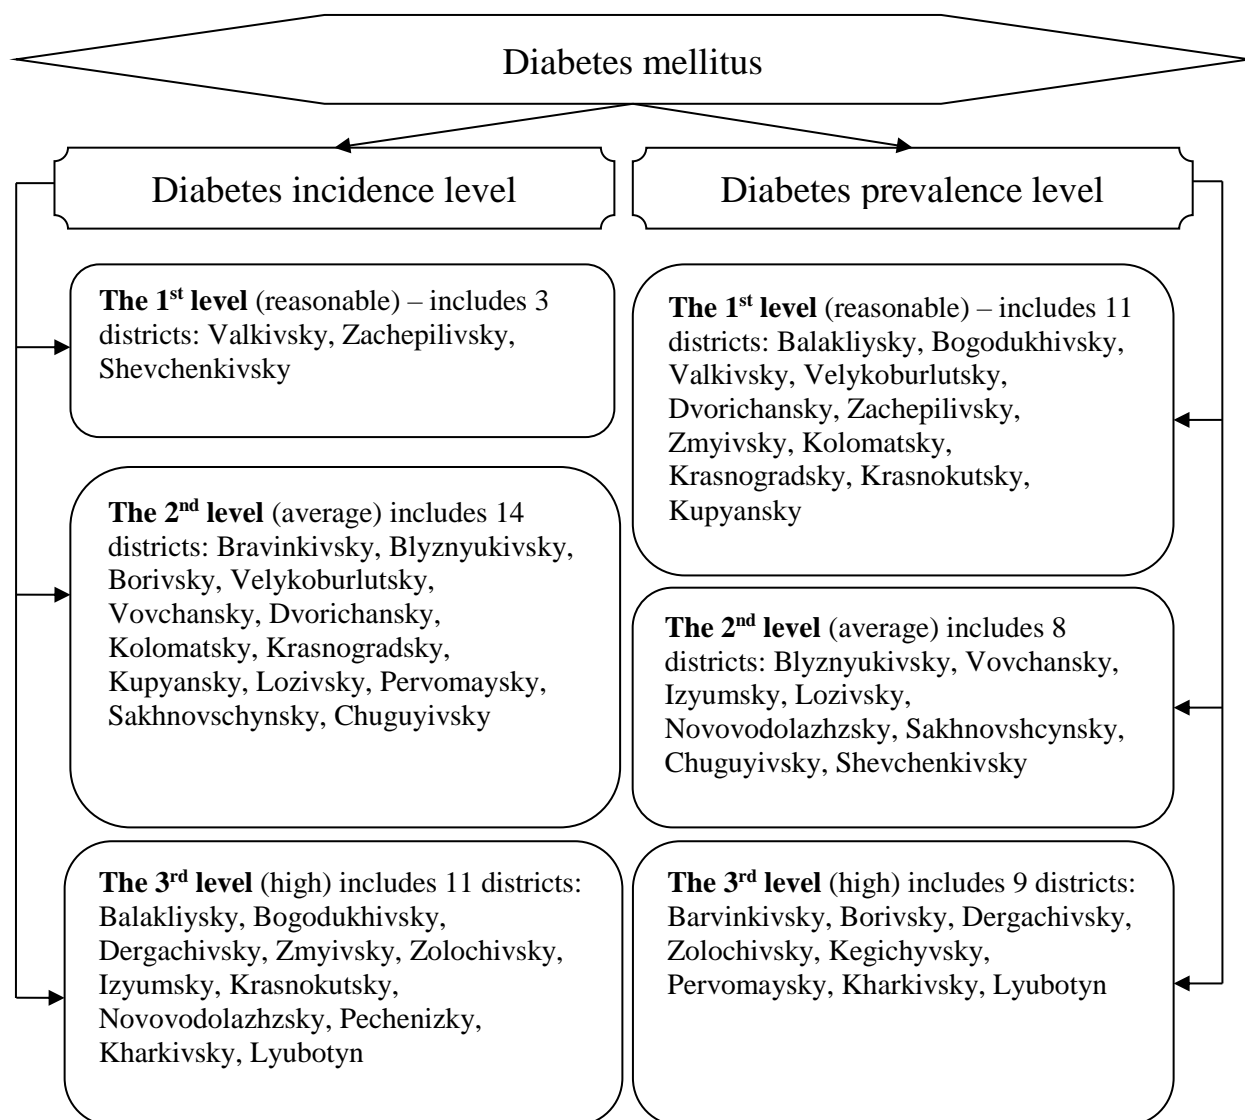 Diabetes mellitus
Diabetes incidence level
The 1st level (reasonable) – includes 3
districts: Valkivsky, Zachepilivsky,
Shevchenkivsky
The 2nd level (average) includes 14
districts: Bravinkivsky, Blyznyukivsky,
Borivsky, Velykoburlutsky,
Vovchansky, Dvorichansky,
Kolomatsky, Krasnogradsky,
Kupyansky, Lozivsky, Pervomaysky,
Sakhnovschynsky, Chuguyivsky
The 3rd level (high) includes 11 districts:
Balakliysky, Bogodukhivsky,
Dergachivsky, Zmyivsky, Zolochivsky,
Izyumsky, Krasnokutsky,
Novovodolazhzsky, Pechenizky,
Kharkivsky, Lyubotyn
Diabetes prevalence level
The 1st level (reasonable) – includes 11
districts: Balakliysky, Bogodukhivsky,
Valkivsky, Velykoburlutsky,
Dvorichansky, Zachepilivsky,
Zmyivsky, Kolomatsky,
Krasnogradsky, Krasnokutsky,
Kupyansky
The 2nd level (average) includes 8
districts: Blyznyukivsky, Vovchansky,
Izyumsky, Lozivsky,
Novovodolazhzsky, Sakhnovshcynsky,
Chuguyivsky, Shevchenkivsky
The 3rd level (high) includes 9 districts:
Barvinkivsky, Borivsky, Dergachivsky,
Zolochivsky, Kegichyvsky,
Pervomaysky, Kharkivsky, Lyubotyn